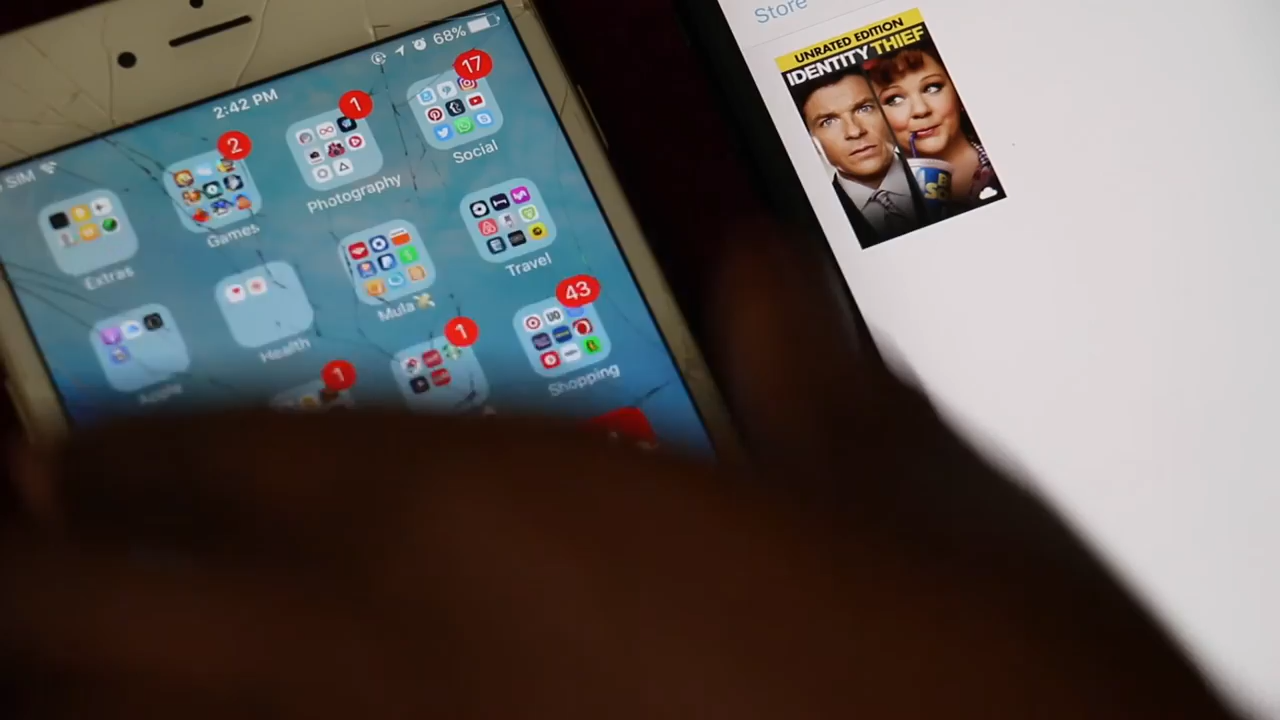 SIM
2:42 PM
68%
Extras
2
Games
1
Photography
17
Social
Health
Mula
Travel
1
1
43
Shopping
Store
UNRATED EDITION
IDENTITY THIEF